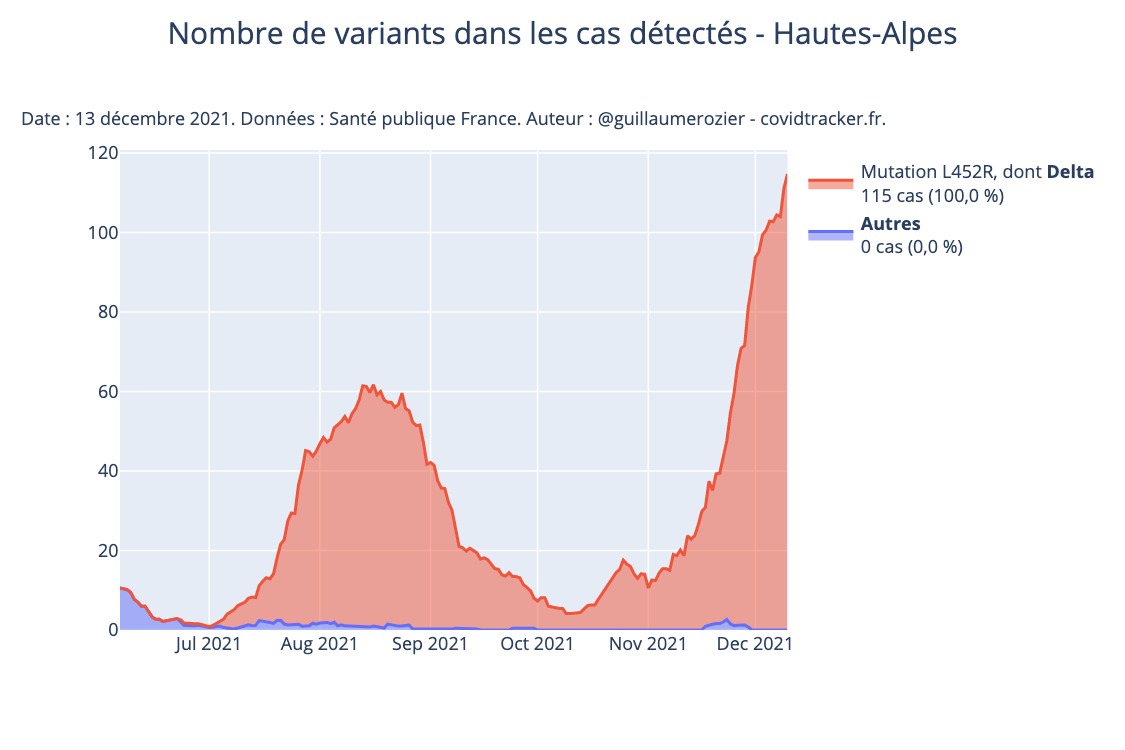 Nombre de variants dans les cas détectés - Hautes-Alpes
Date : 13 décembre 2021. Données : Santé publique France. Auteur : @guillaumerozier - covidtracker.fr.
120
100
80
60
40
20
0
Jul 2021 Aug 2021 Sep 2021 Oct 2021 Nov 2021 Dec 2021
Mutation L452R, dont Delta
115 cas (100,0 %)
Autres
0 cas (0,0 %)